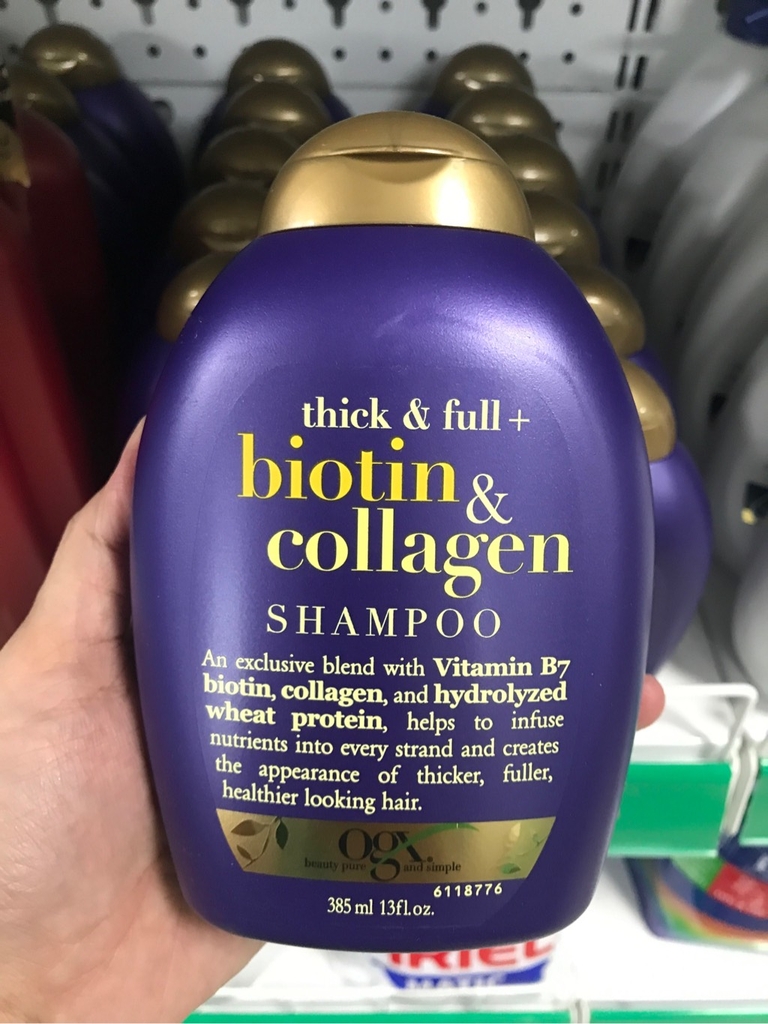 thick & full +
biotin &
collagen
SHAMPOO
An exclusive blend with Vitamin B7
biotin, collagen, and hydrolyzed
wheat protein, helps to infuse
nutrients into every strand and creates
the appearance of thicker, fuller,
healthier looking hair.
ogx.
beauty pure and simple
6118776
385 ml 13fl.oz.
ARIEL
MATIC